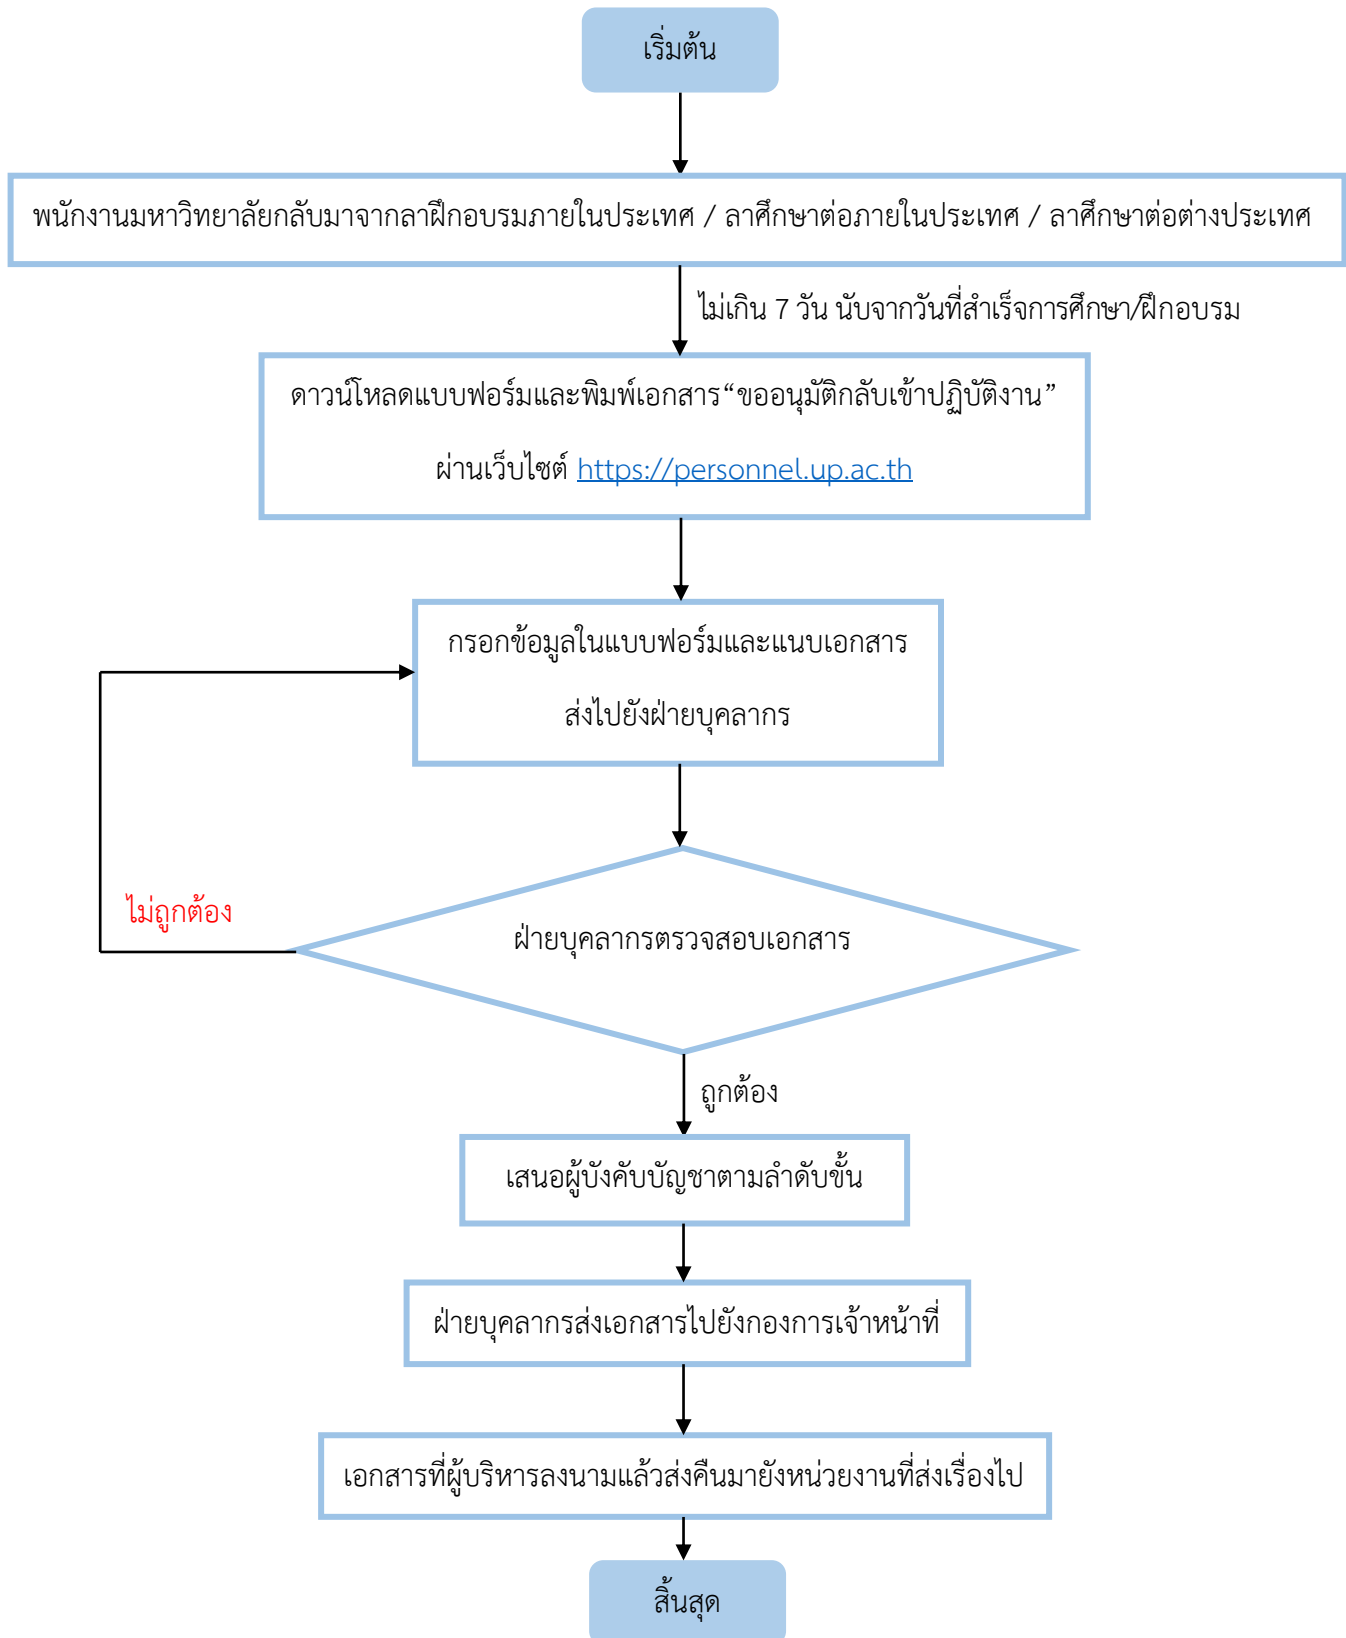 เริ่มต้น
พนักงานมหาวิทยาลัยกลับมาจากลาฝึกอบรมภายในประเทศ / ลาศึกษาต่อภายในประเทศ / ลาศึกษาต่อต่างประเทศ
ไม่เกิน 7 วัน นับจากวันที่สำเร็จการศึกษา/ฝึกอบรม
ดาวน์โหลดแบบฟอร์มและพิมพ์เอกสาร“ขออนุมัติกลับเข้าปฏิบัติงาน”
ผ่านเว็บไซต์ https://personnel.up.ac.th
กรอกข้อมูลในแบบฟอร์มและแนบเอกสาร
ส่งไปยังฝ่ายบุคลากร
ไม่ถูกต้อง
ฝ่ายบุคลากรตรวจสอบเอกสาร
ถูกต้อง
เสนอผู้บังคับบัญชาตามลำดับขั้น
ฝ่ายบุคลากรส่งเอกสารไปยังกองการเจ้าหน้าที่
เอกสารที่ผู้บริหารลงนามแล้วส่งคืนมายังหน่วยงานที่ส่งเรื่องไป
สิ้นสุด